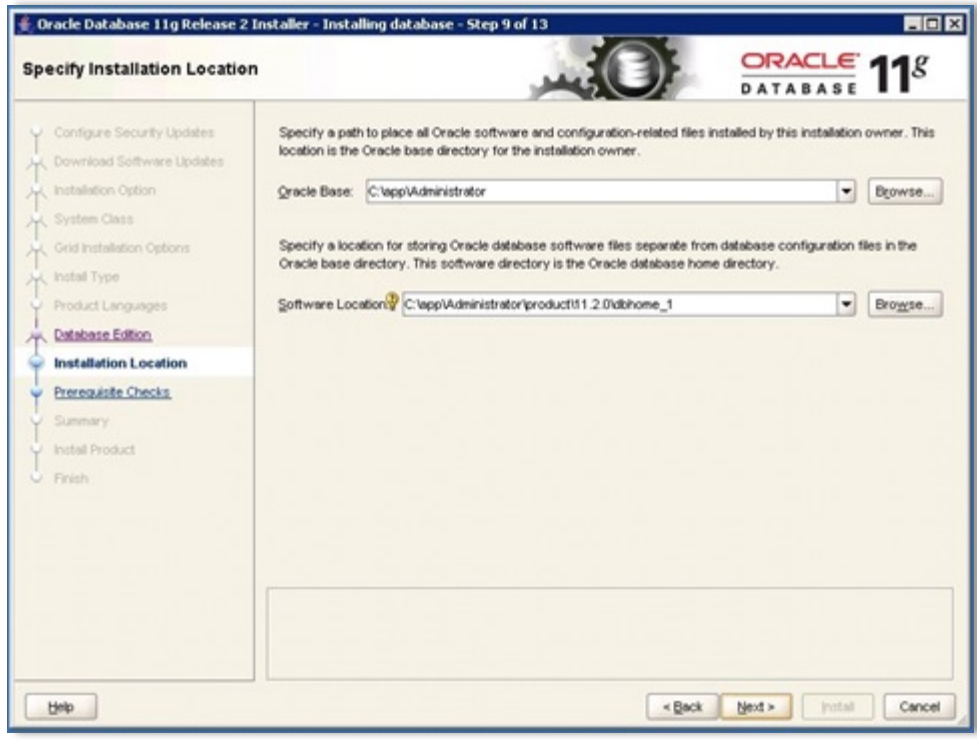 Oracle Database 11g Release 2 Installer - Installing database - Step 9 of 13
Specify Installation Location
ORACLE
DATABASE
11g
Configure Security Updates
Download Software Updates
Installation Option
System Class
Grid Installation Options
Install Type
Product Languages
Database Edition
Installation Location
Prerequisite Checks
Summary
Install Product
Finish
Specify a path to place all Oracle software and configuration-related files installed by this installation owner. This
location is the Oracle base directory for the installation owner.
Oracle Base: C:\app\Administrator Browse...
Specify a location for storing Oracle database software files separate from database configuration files in the
Oracle base directory. This software directory is the Oracle database home directory.
Software Location: C:\app\Administrator\product\11.2.0\dbhome_1 Browse...
Help < Back Next > Install Cancel